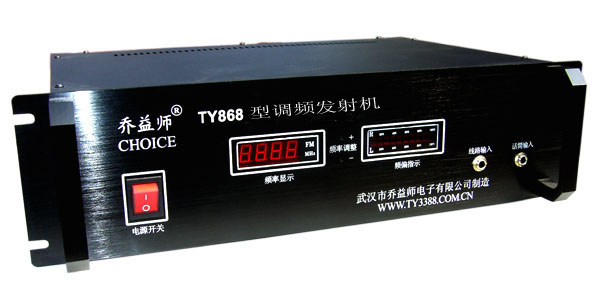 乔益师®
CHOICE
TY868 型调频发射机
8888
FM
MHz
频率显示
+
频率调整
-
R
L
频偏指示
线路输入
话筒输入
电源开关
武汉市乔益师电子有限公司制造
WWW.TY3388.COM.CN